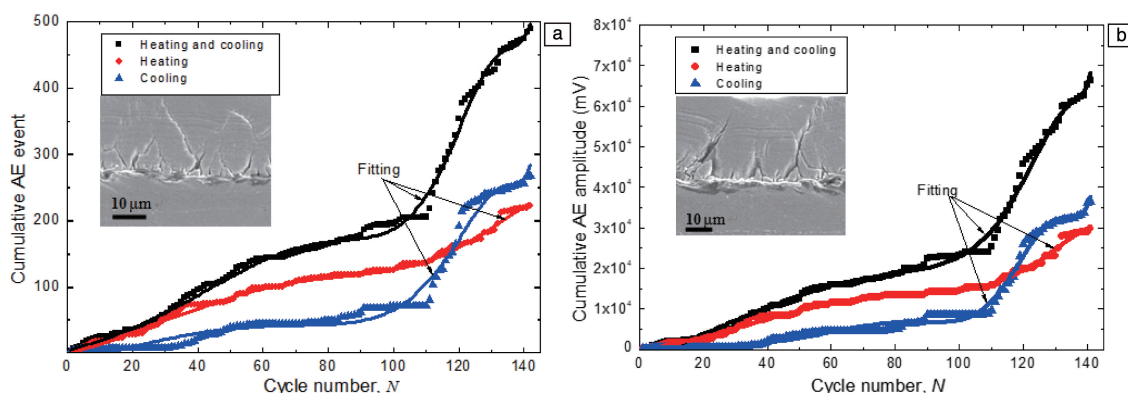 500
400
300
200
100
0
20
40
60
80
100
120
140
Cumulative AE event
Cycle number, N
Heating and cooling
Heating
Cooling
10 μm
Fitting
a
8x10⁴
7x10⁴
6x10⁴
5x10⁴
4x10⁴
3x10⁴
2x10⁴
1x10⁴
0
0
20
40
60
80
100
120
140
Cumulative AE amplitude (mV)
Cycle number, N
Heating and cooling
Heating
Cooling
10 μm
Fitting
b